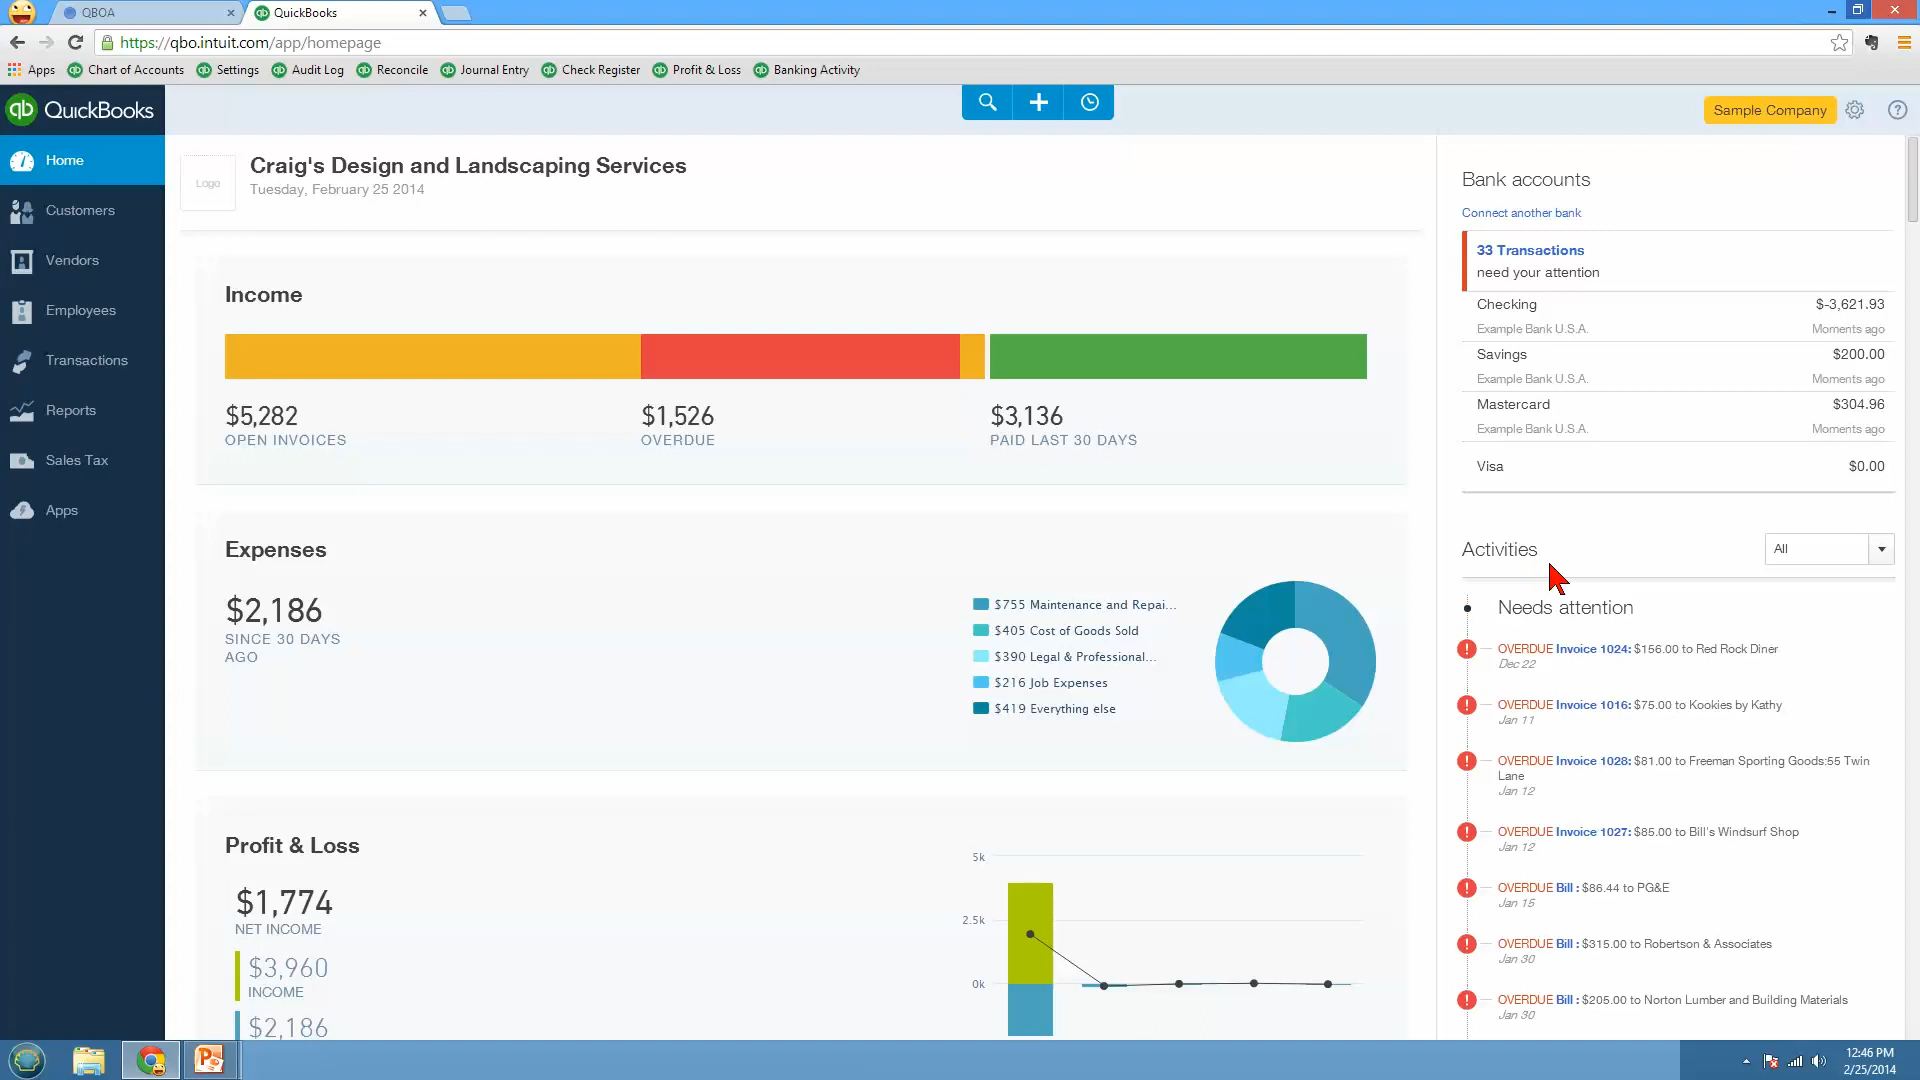 QBOA
QuickBooks
https://qbo.intuit.com/app/homepage
Apps Chart of Accounts Settings Audit Log Reconcile Journal Entry Check Register Profit & Loss Banking Activity
qb QuickBooks
Sample Company
Home
Customers
Vendors
Employees
Transactions
Reports
Sales Tax
Apps
Logo
Craig's Design and Landscaping Services
Tuesday, February 25 2014
Income
$5,282
OPEN INVOICES
$1,526
OVERDUE
$3,136
PAID LAST 30 DAYS
Expenses
$2,186
SINCE 30 DAYS
AGO
$755 Maintenance and Repai...
$405 Cost of Goods Sold
$390 Legal & Professional...
$216 Job Expenses
$419 Everything else
Profit & Loss
$1,774
NET INCOME
$3,960
INCOME
$2,186
5k
2.5k
0k
Bank accounts
Connect another bank
33 Transactions
need your attention
Checking $-3,621.93
Example Bank U.S.A. Moments ago
Savings $200.00
Example Bank U.S.A. Moments ago
Mastercard $304.96
Example Bank U.S.A. Moments ago
Visa $0.00
Activities All
Needs attention
OVERDUE Invoice 1024: $156.00 to Red Rock Diner
Dec 22
OVERDUE Invoice 1016: $75.00 to Kookies by Kathy
Jan 11
OVERDUE Invoice 1028: $81.00 to Freeman Sporting Goods:55 Twin
Lane
Jan 12
OVERDUE Invoice 1027: $85.00 to Bill's Windsurf Shop
Jan 12
OVERDUE Bill : $86.44 to PG&E
Jan 15
OVERDUE Bill : $315.00 to Robertson & Associates
Jan 30
OVERDUE Bill : $205.00 to Norton Lumber and Building Materials
Jan 30
12:46 PM
2/25/2014